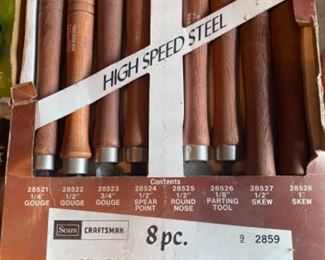 HIGH SPEED STEEL
Contents
28521 28522 28523 28524 28525 28526 28527 28528
1/4" 1/2" 3/4" 1/2" 1/2" 1/8" 1/2" 1"
GOUGE GOUGE GOUGE SPEAR ROUND PARTING SKEW SKEW
POINT NOSE TOOL
Sears CRAFTSMAN 8 pc. 9 2859